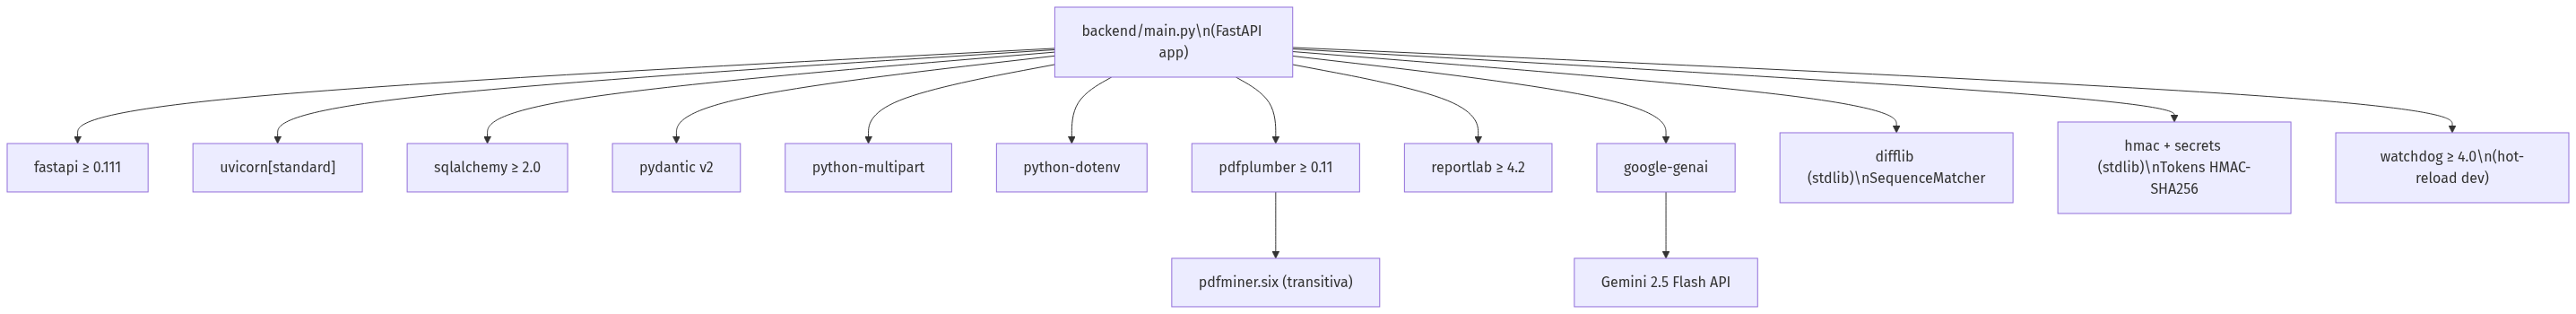 backend/main.py\n(FastAPI
app)
fastapi ≥ 0.111
uvicorn[standard]
sqlalchemy ≥ 2.0
pydantic v2
python-multipart
python-dotenv
pdfplumber ≥ 0.11
reportlab ≥ 4.2
google-genai
difflib
(stdlib)\nSequenceMatcher
hmac + secrets
(stdlib)\nTokens HMAC-
SHA256
watchdog ≥ 4.0\n(hot-
reload dev)
pdfminer.six (transitiva)
Gemini 2.5 Flash API